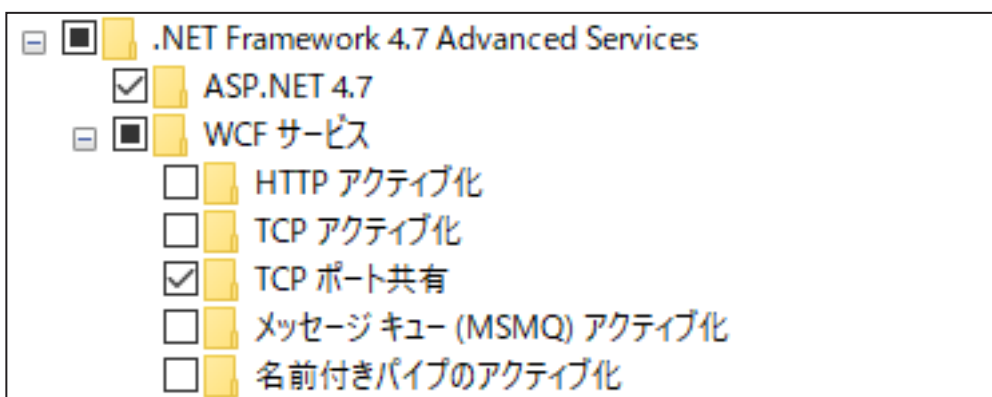 .NET Framework 4.7 Advanced Services
ASP.NET 4.7
WCF サービス
HTTP アクティブ化
TCP アクティブ化
TCP ポート共有
メッセージ キュー (MSMQ) アクティブ化
名前付きパイプのアクティブ化